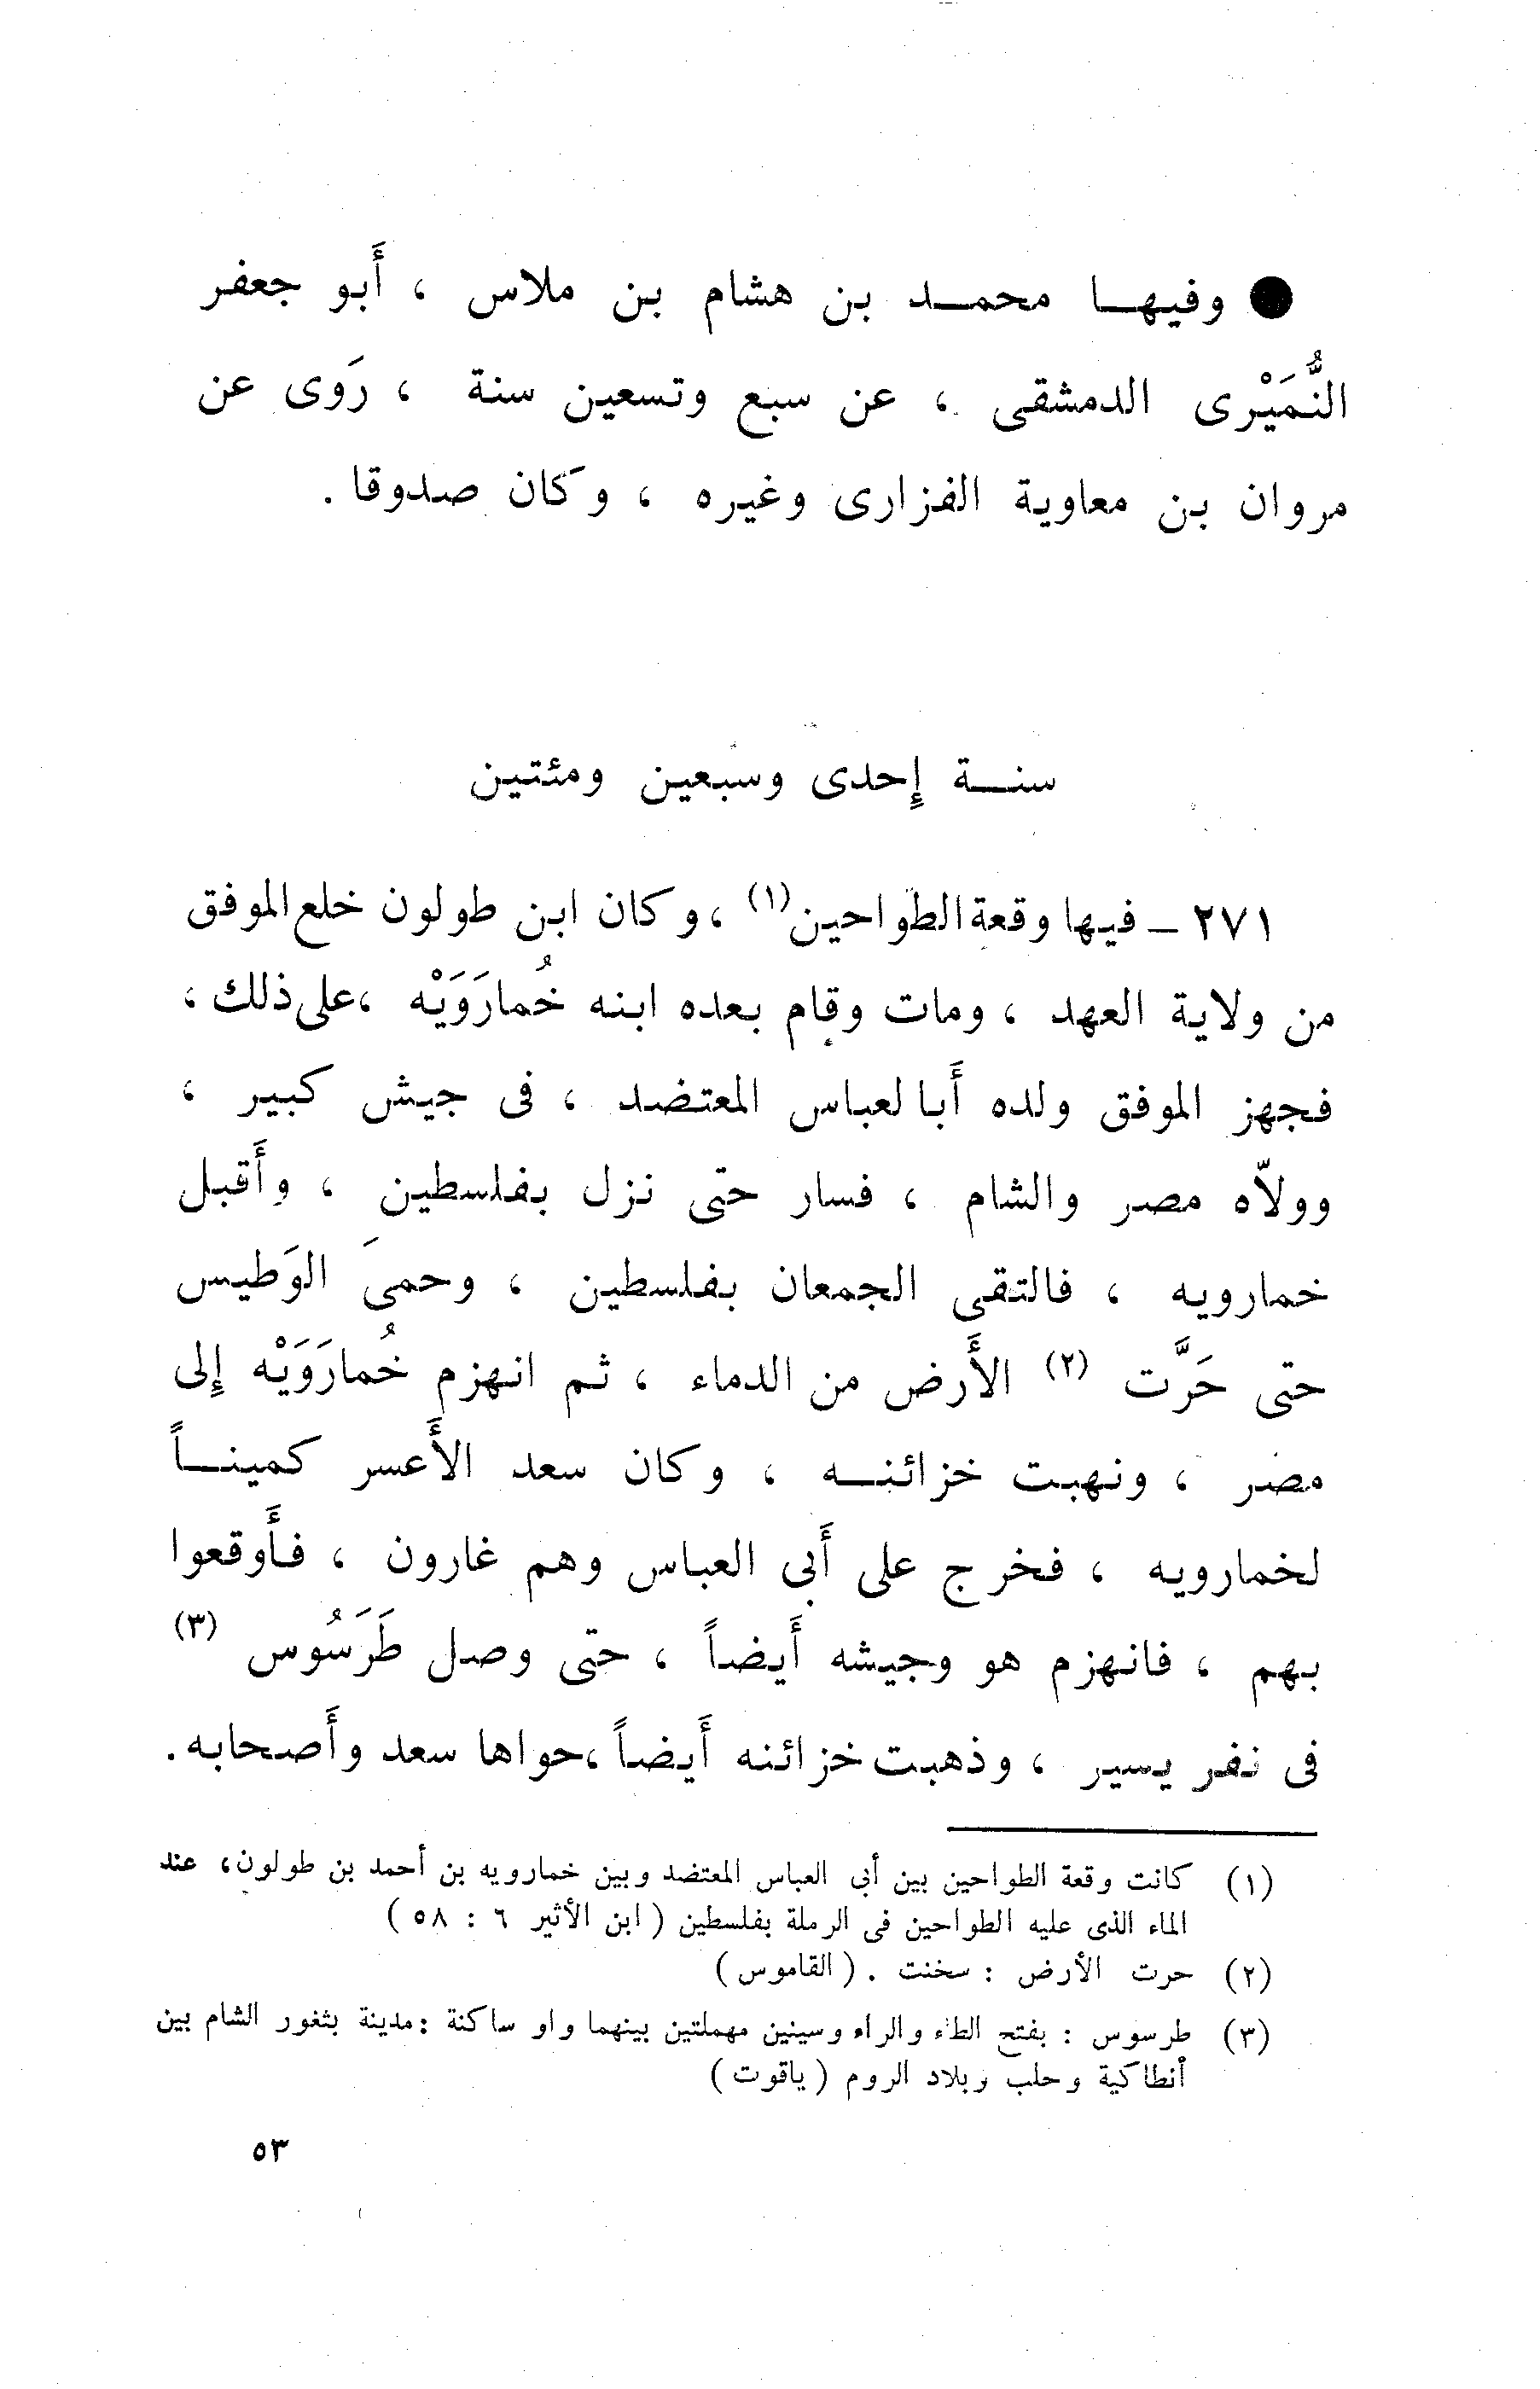 ● وفيهـا محمـد بن هشام بن ملاس ، أَبو جعفر
النُّمَيْرى الدمشقى ، عن سبع وتسعين سنة ، رَوى عن
مروان بن معاوية الفزارى وغيره ، وكان صدوقا .
سنـة إِحدى وسبعين ومئتين
٢٧١ – فيها وقعة الطواحين (١) ، وكان ابن طولون خلع الموفق
من ولاية العهد ، ومات وقام بعده ابنه خُمارَوَيْه ، على ذلك ،
فجهز الموفق ولده أَبا لعباس المعتضد ، فى جيش كبير ،
وولاّه مصر والشام ، فسار حتى نزل بفلسطين ، وأَقبل
خمارويه ، فالتقى الجمعان بفلسطين ، وحمىَ الوَطيس
حتى حَرَّت (٢) الأَرض من الدماء ، ثم انهزم خُمارَوَيْه إِلى
مصر ، ونهبت خزائنـه ، وكان سعد الأَعسر كمينـاً
لخمارويه ، فخرج على أَبى العباس وهم غارون ، فأَوقعوا
بهم ، فانهزم هو وجيشه أَيضاً ، حتى وصل طَرَسُوس (٣)
فى نفر يسير ، وذهبت خزائنه أَيضاً ، حواها سعد وأَصحابه .
(١) كانت وقعة الطواحين بين أبى العباس المعتضد وبين خمارويه بن أحمد بن طولون ، عند
الماء الذى عليه الطواحين فى الرملة بفلسطين ( ابن الأثير ٦ : ٥٨ )
(٢) حرت الأرض : سخنت . ( القاموس )
(٣) طرسوس : بفتح الطاء والراء وسينين مهملتين بينهما واو ساكنة : مدينة بثغور الشام بين
أنطاكية وحلب وبلاد الروم ( ياقوت )
٥٣